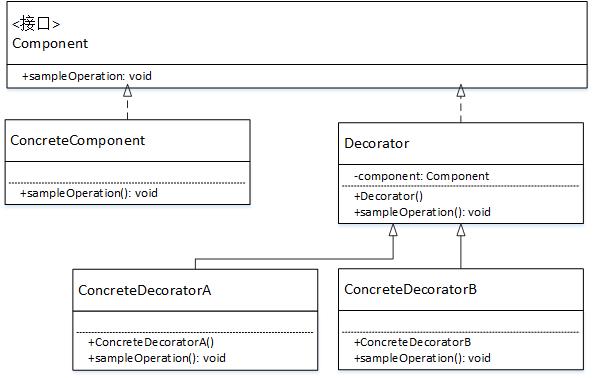 <接口>
Component
+sampleOperation: void
ConcreteComponent
+sampleOperation(): void
Decorator
-component: Component
+Decorator()
+sampleOperation(): void
ConcreteDecoratorA
+ConcreteDecoratorA()
+sampleOperation(): void
ConcreteDecoratorB
+ConcreteDecoratorB
+sampleOperation(): void